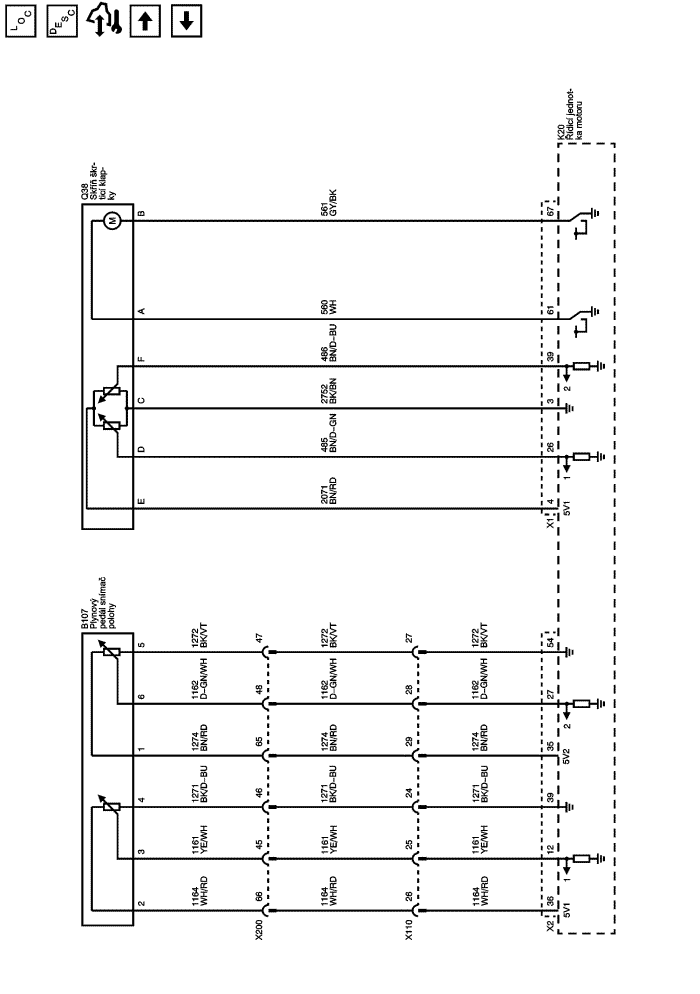 LOC
DESC
K20
Řídicí jednot-
ka motoru
Q38
Skříň škr-
ticí klap-
ky
M
B
561
GY/BK
67
A
560
WH
61
F
486
BN/D-BU
39
2
C
2752
BK/BN
3
D
485
BN/D-GN
26
1
E
2071
BN/RD
4
5V1
X1
B107
Plynový
pedál snímač
polohy
5
1272
BK/VT
47
1272
BK/VT
27
1272
BK/VT
54
6
1162
D-GN/WH
48
1162
D-GN/WH
28
1162
D-GN/WH
27
2
1
1274
BN/RD
65
1274
BN/RD
29
1274
BN/RD
35
5V2
4
1271
BK/D-BU
46
1271
BK/D-BU
24
1271
BK/D-BU
39
3
1161
YE/WH
45
1161
YE/WH
25
1161
YE/WH
12
1
2
1164
WH/RD
66
1164
WH/RD
26
1164
WH/RD
36
5V1
X200
X110
X2